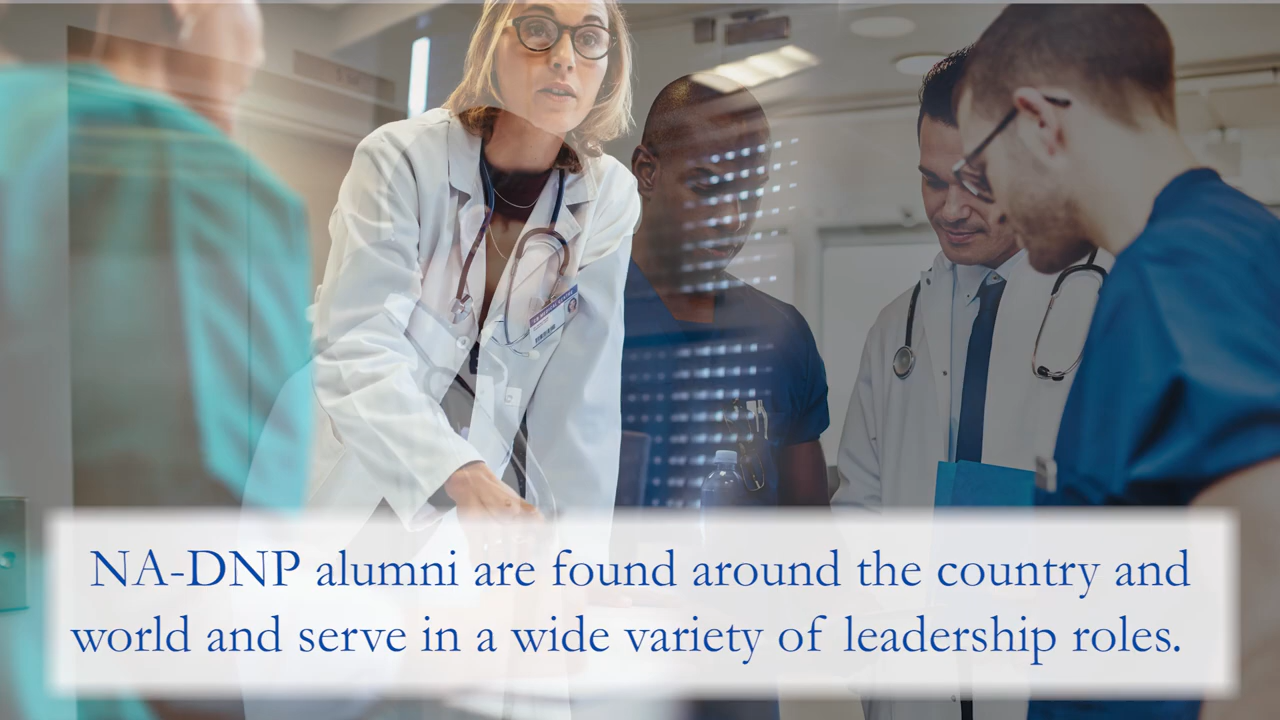 NA-DNP alumni are found around the country and
world and serve in a wide variety of leadership roles.